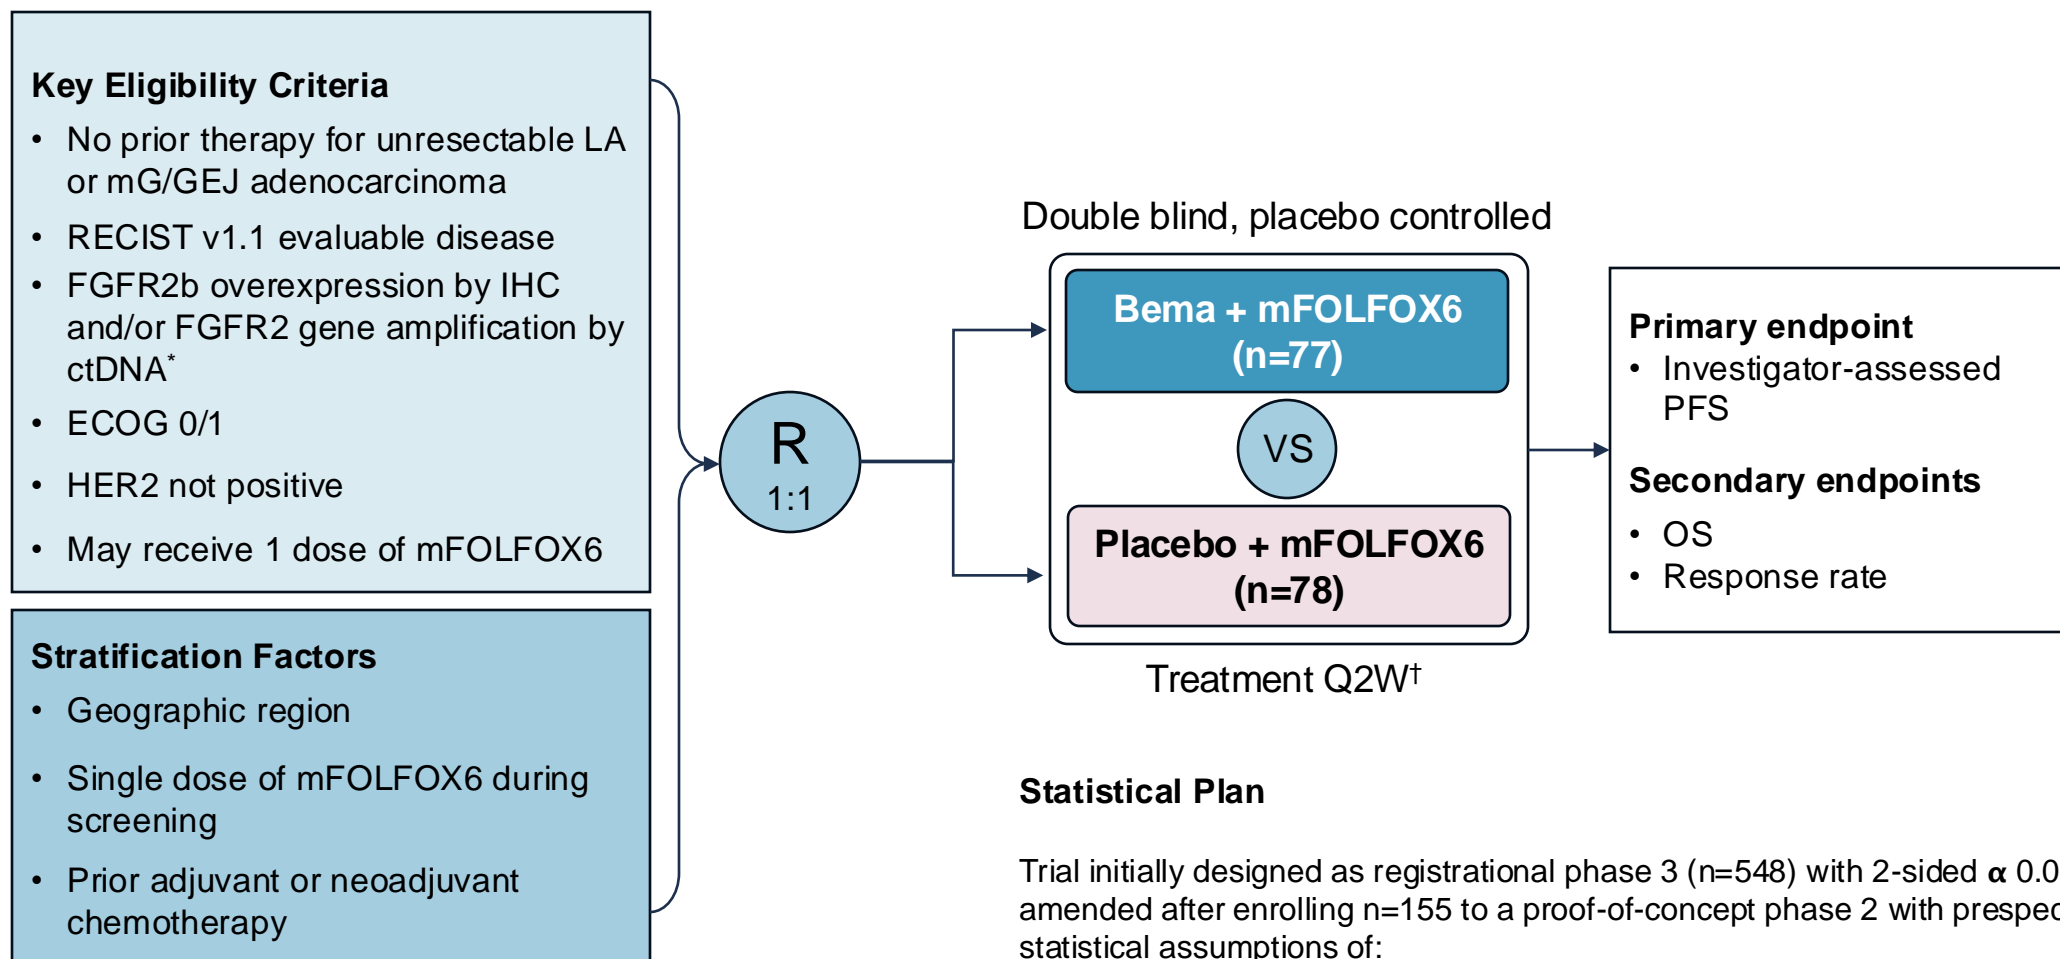 Key Eligibility Criteria
• No prior therapy for unresectable LA
or mG/GEJ adenocarcinoma
• RECIST v1.1 evaluable disease
• FGFR2b overexpression by IHC
and/or FGFR2 gene amplification by
ctDNA*
• ECOG 0/1
• HER2 not positive
• May receive 1 dose of mFOLFOX6
Stratification Factors
• Geographic region
• Single dose of mFOLFOX6 during
screening
• Prior adjuvant or neoadjuvant
chemotherapy
R
1:1
Double blind, placebo controlled
Bema + mFOLFOX6
(n=77)
VS
Placebo + mFOLFOX6
(n=78)
Treatment Q2W†
Primary endpoint
• Investigator-assessed
PFS
Secondary endpoints
• OS
• Response rate
Statistical Plan
Trial initially designed as registrational phase 3 (n=548) with 2-sided α 0.0
amended after enrolling n=155 to a proof-of-concept phase 2 with prespec
statistical assumptions of: